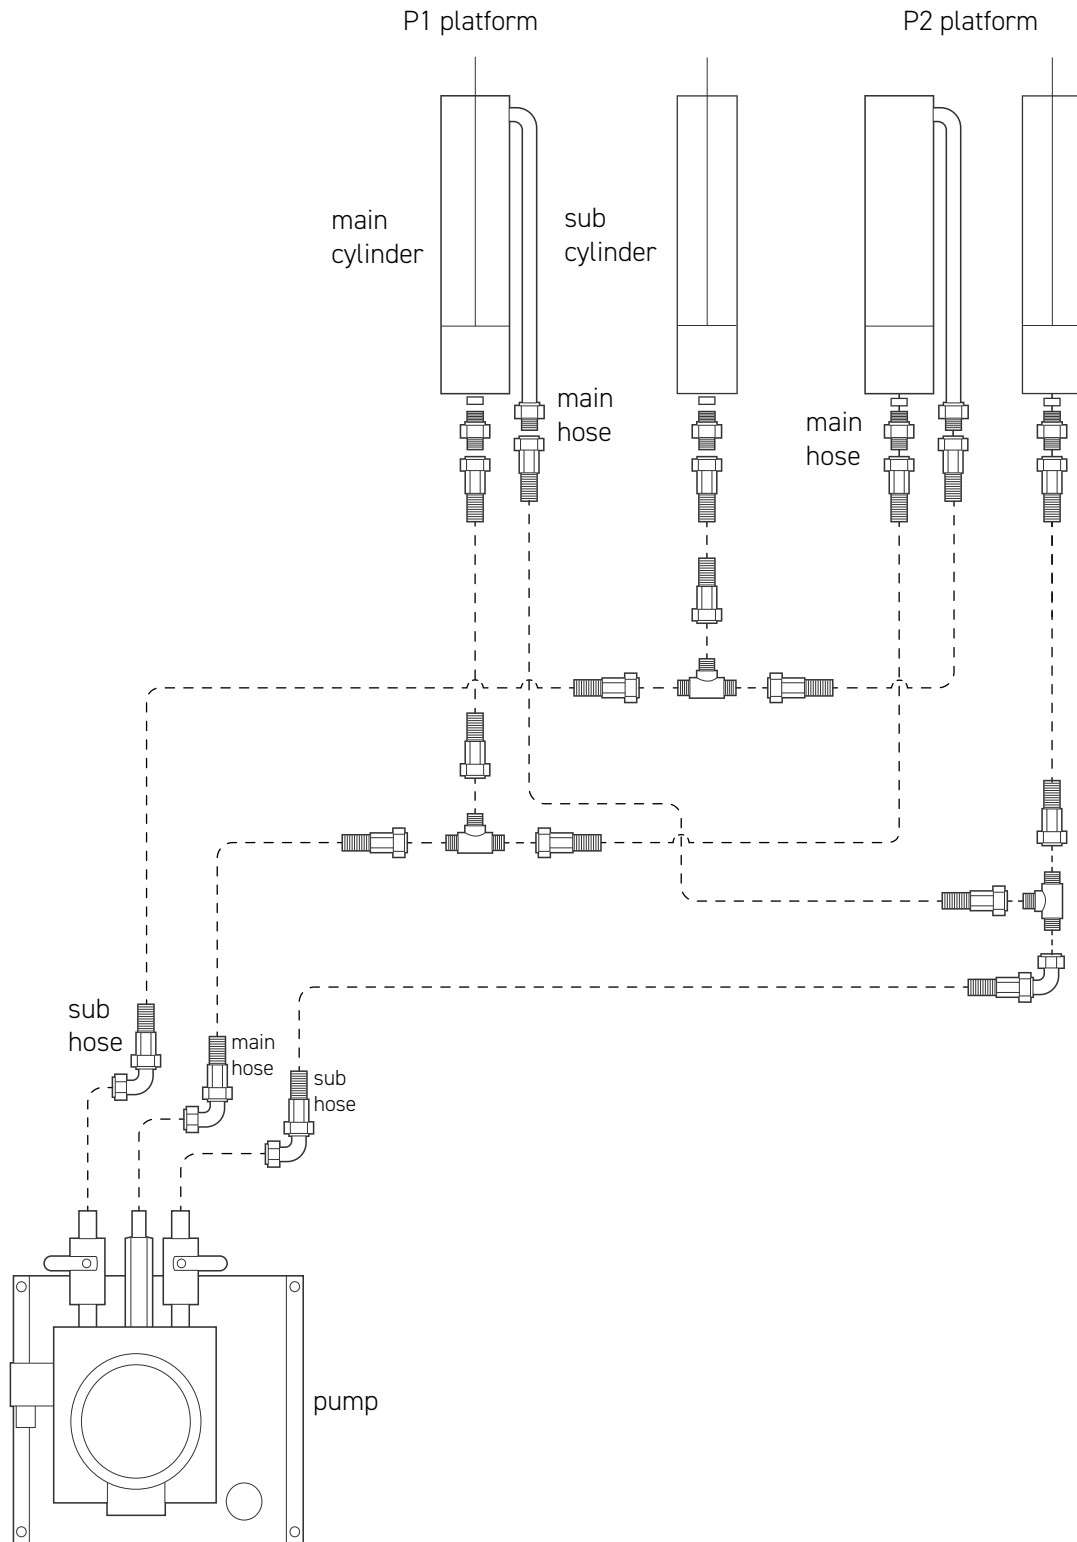 P1 platform
P2 platform
main
cylinder
sub
cylinder
main
hose
main
hose
sub
hose
main
hose
sub
hose
pump